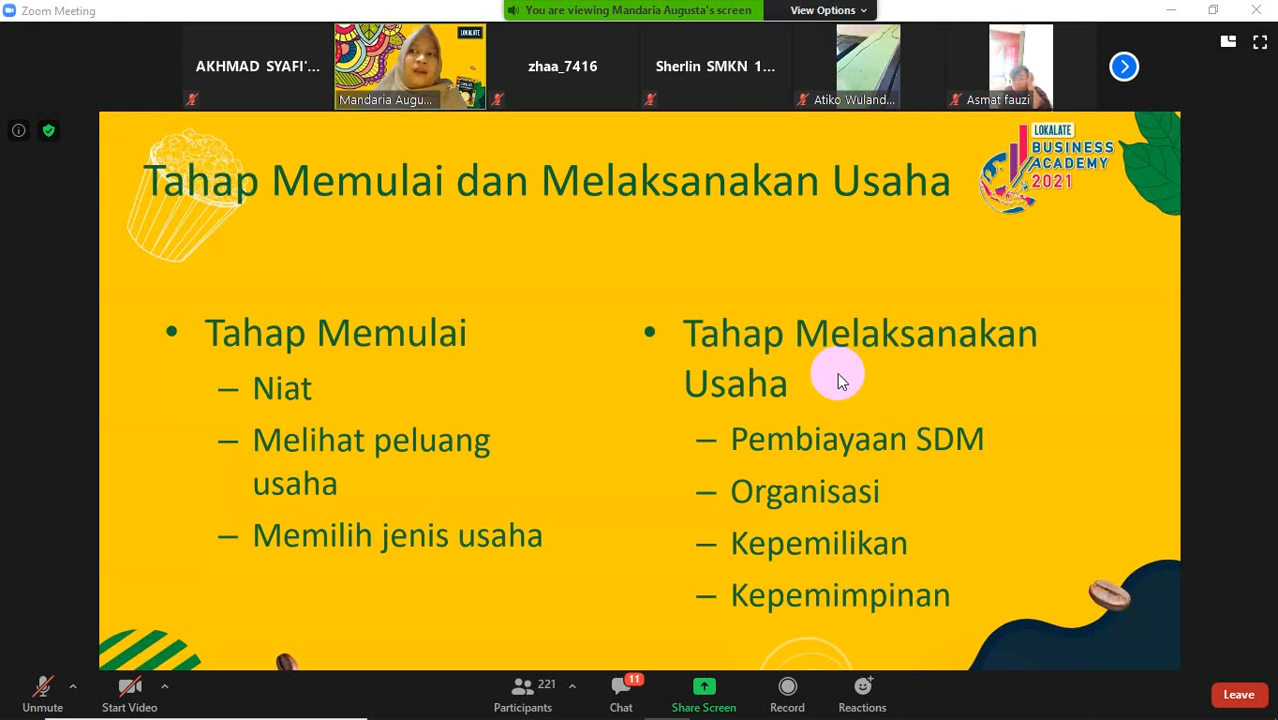 Zoom Meeting
You are viewing Mandaria Augusta's screen
View Options
AKHMAD SYAFI'...
LOKALATE
Mandaria Augu...
zhaa_7416
Sherlin SMKN 1...
Atiko Wuland...
Asmat fauzi
Tahap Memulai dan Melaksanakan Usaha
LOKALATE
BUSINESS
ACADEMY
2021
• Tahap Memulai
– Niat
– Melihat peluang
usaha
– Memilih jenis usaha
• Tahap Melaksanakan
Usaha
– Pembiayaan SDM
– Organisasi
– Kepemilikan
– Kepemimpinan
Unmute
Start Video
221
Participants
11
Chat
Share Screen
Record
Reactions
Leave